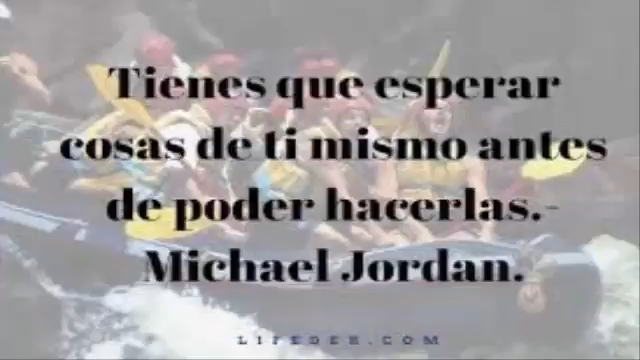 Tienes que esperar
cosas de ti mismo antes
de poder hacerlas.-
Michael Jordan.
LIFEDER.COM